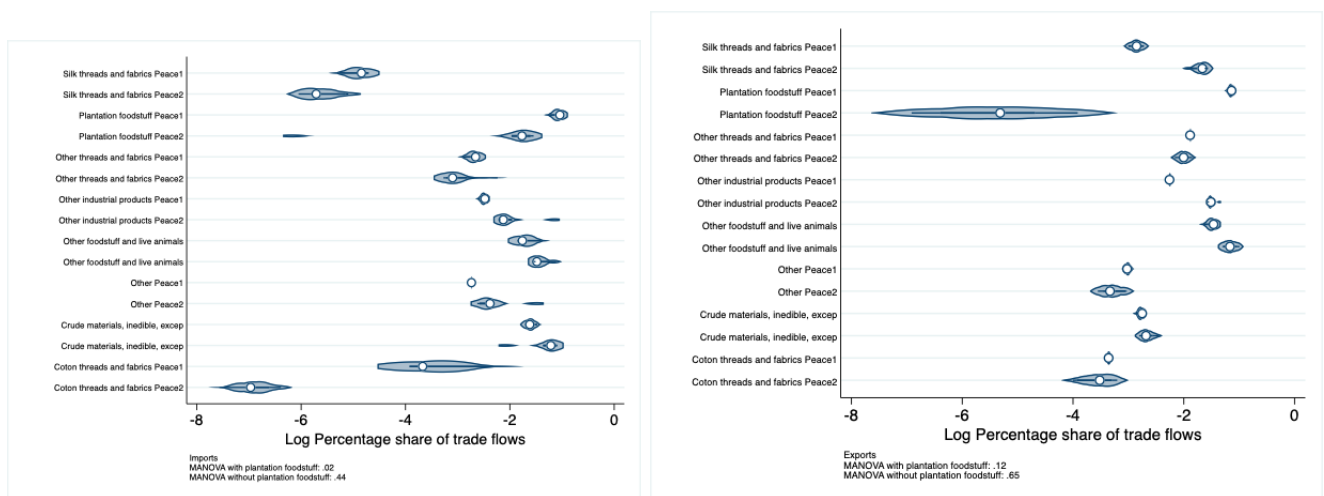 Silk threads and fabrics Peace1
Silk threads and fabrics Peace2
Plantation foodstuff Peace1
Plantation foodstuff Peace2
Other threads and fabrics Peace1
Other threads and fabrics Peace2
Other industrial products Peace1
Other industrial products Peace2
Other foodstuff and live animals
Other foodstuff and live animals
Other Peace1
Other Peace2
Crude materials, inedible, excep
Crude materials, inedible, excep
Coton threads and fabrics Peace1
Coton threads and fabrics Peace2
-8 -6 -4 -2 0
Log Percentage share of trade flows
Imports
MANOVA with plantation foodstuff: .02
MANOVA without plantation foodstuff: .44
Silk threads and fabrics Peace1
Silk threads and fabrics Peace2
Plantation foodstuff Peace1
Plantation foodstuff Peace2
Other threads and fabrics Peace1
Other threads and fabrics Peace2
Other industrial products Peace1
Other industrial products Peace2
Other foodstuff and live animals
Other foodstuff and live animals
Other Peace1
Other Peace2
Crude materials, inedible, excep
Crude materials, inedible, excep
Coton threads and fabrics Peace1
Coton threads and fabrics Peace2
-8 -6 -4 -2 0
Log Percentage share of trade flows
Exports
MANOVA with plantation foodstuff: .12
MANOVA without plantation foodstuff: .65